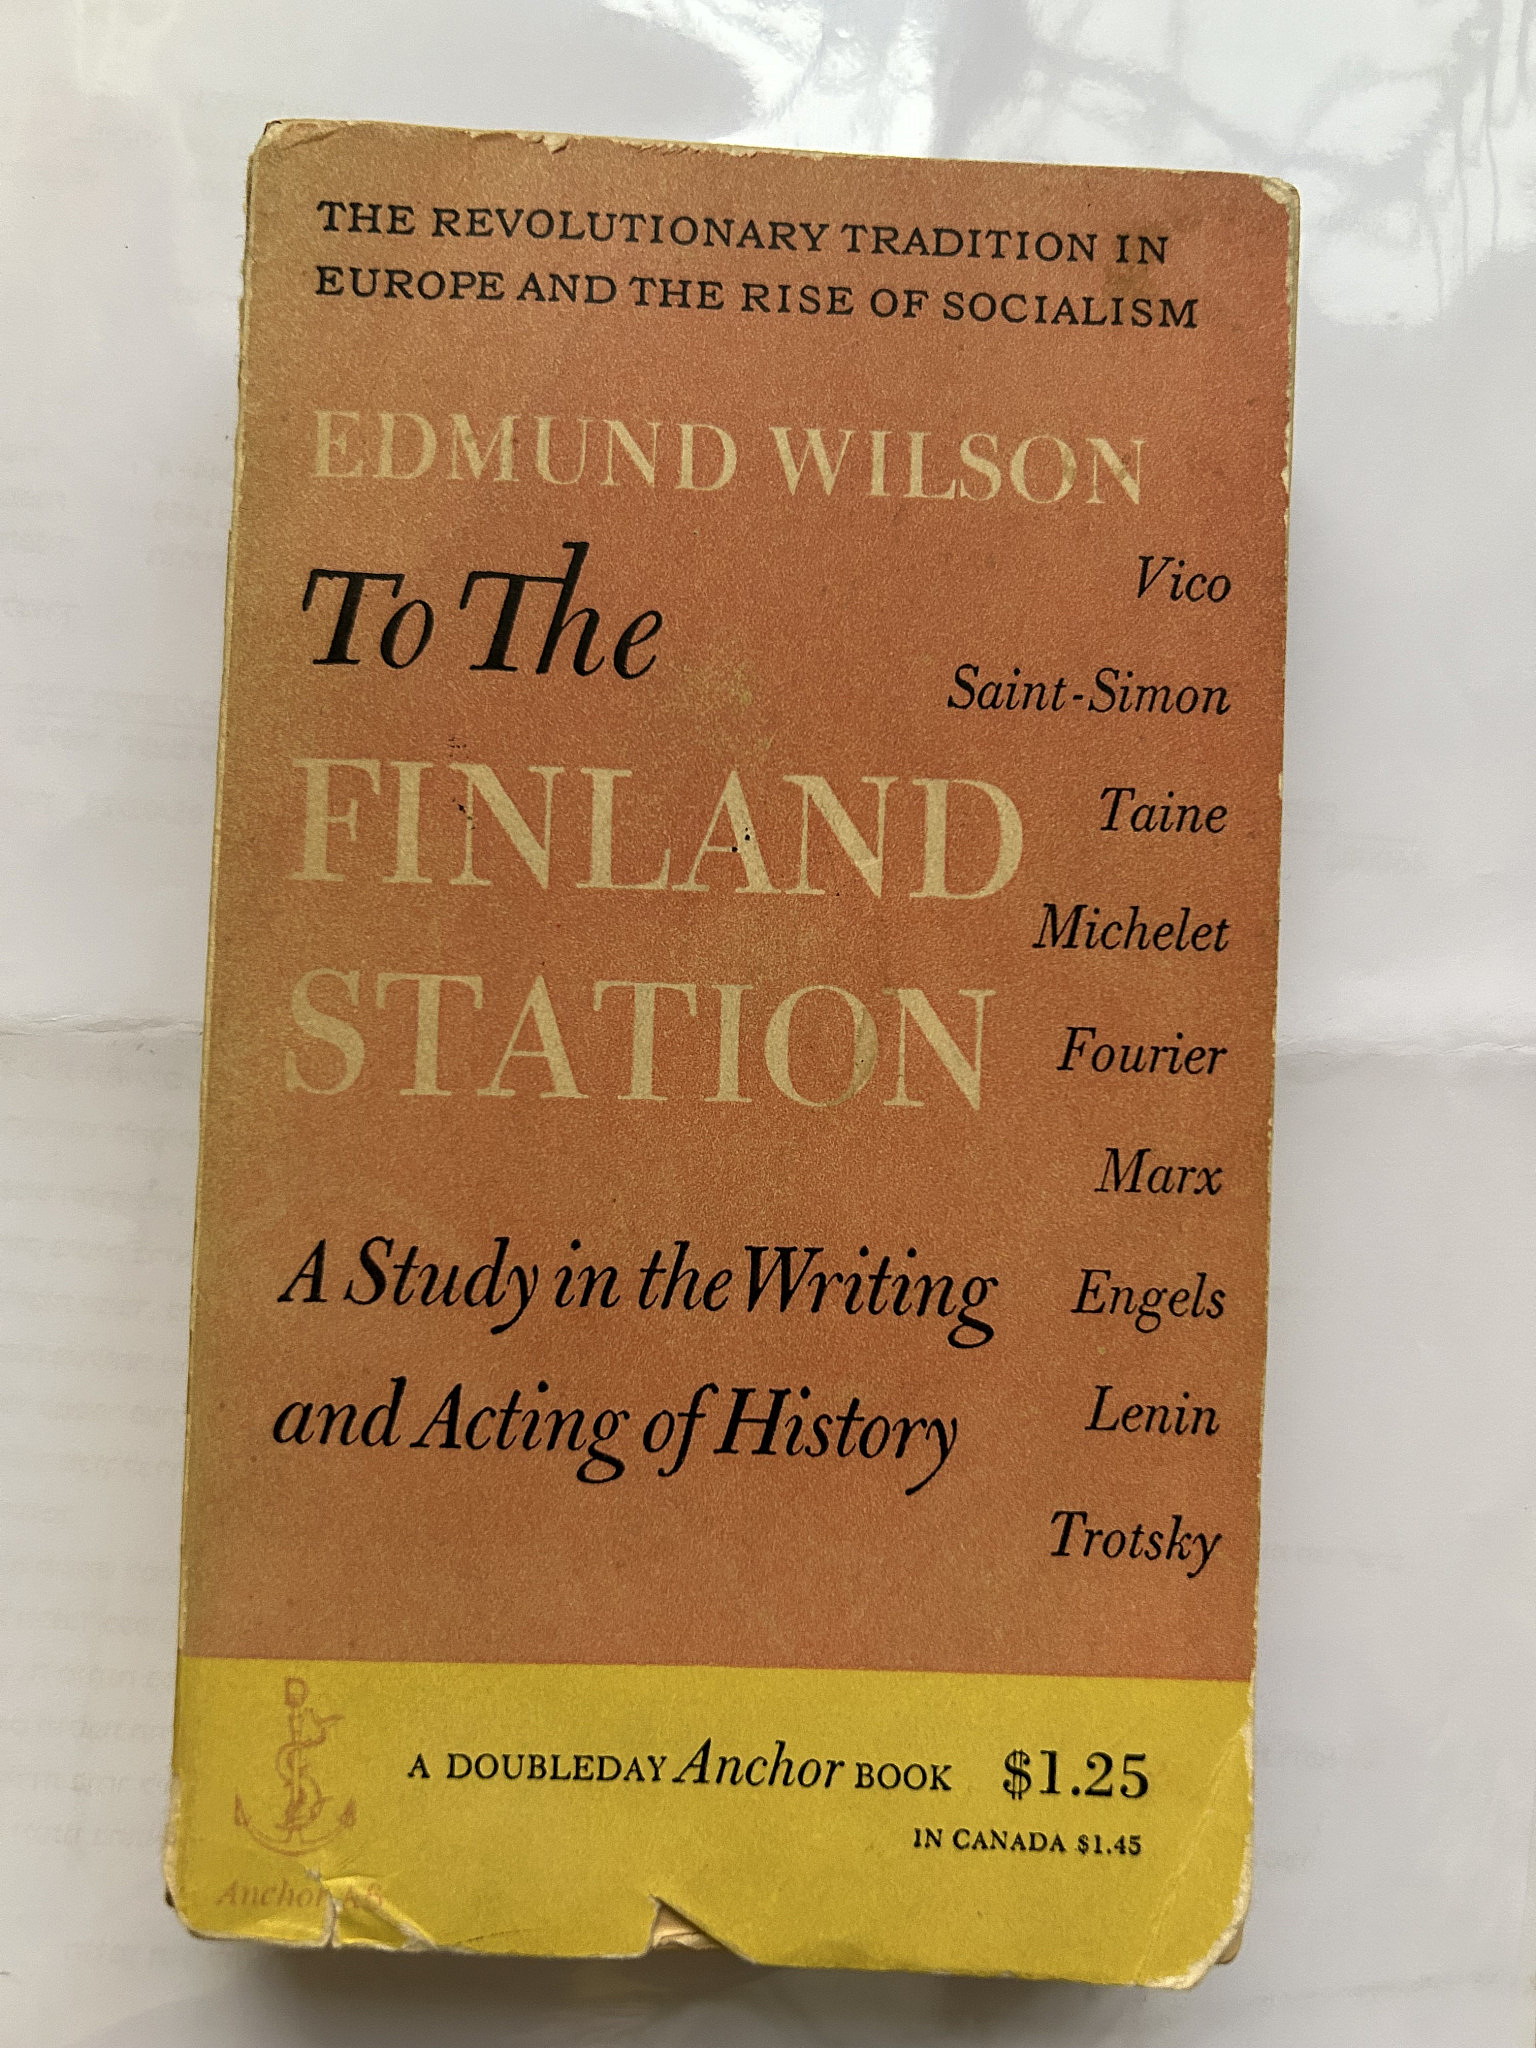 THE REVOLUTIONARY TRADITION IN
EUROPE AND THE RISE OF SOCIALISM
EDMUND WILSON
To The
FINLAND
STATION
A Study in the Writing
and Acting of History
Vico
Saint-Simon
Taine
Michelet
Fourier
Marx
Engels
Lenin
Trotsky
A DOUBLEDAY Anchor BOOK $1.25
IN CANADA $1.45
Anchor